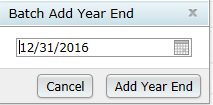 Batch Add Year End
12/31/2016
Cancel Add Year End